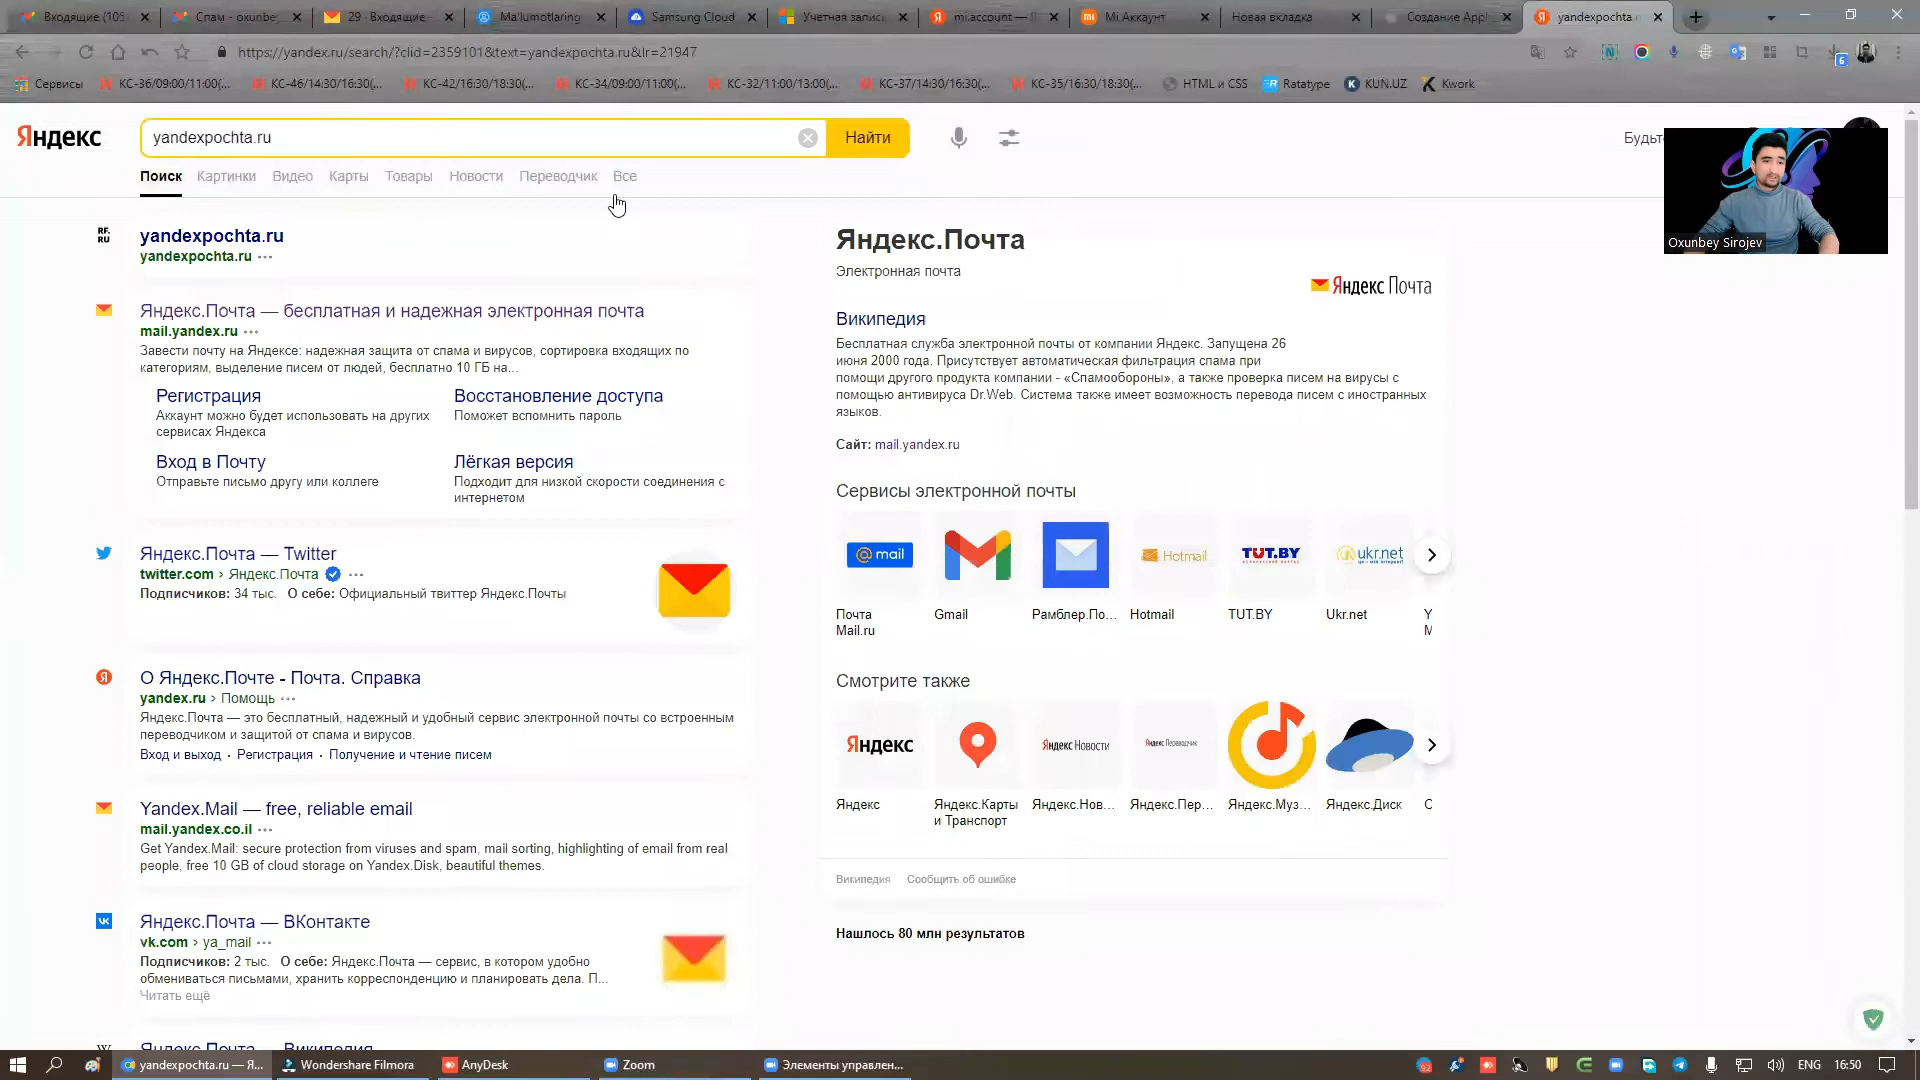 Входящие (105
Спам - oxunbe
29 · Входящие —
Ma'lumotlaring
Samsung Cloud
Учетная запис
mi.account — Я
Mi Аккаунт
Новая вкладка
Создание Appl
yandexpochta.r
https://yandex.ru/search/?clid=2359101&text=yandexpochta.ru&lr=21947
Сервисы
КС-36/09:00/11:00(...
КС-46/14:30/16:30(...
КС-42/16:30/18:30(...
КС-34/09:00/11:00(...
КС-32/11:00/13:00(...
КС-37/14:30/16:30(...
КС-35/16:30/18:30(...
HTML и CSS
Ratatype
KUN.UZ
Kwork
Яндекс
yandexpochta.ru
Найти
Будьт
Oxunbey Sirojev
Поиск Картинки Видео Карты Товары Новости Переводчик Все
RF.
RU
yandexpochta.ru
yandexpochta.ru
Яндекс.Почта — бесплатная и надежная электронная почта
mail.yandex.ru
Завести почту на Яндексе: надежная защита от спама и вирусов, сортировка входящих по
категориям, выделение писем от людей, бесплатно 10 ГБ на...
Регистрация
Аккаунт можно будет использовать на других
сервисах Яндекса
Восстановление доступа
Поможет вспомнить пароль
Вход в Почту
Отправьте письмо другу или коллеге
Лёгкая версия
Подходит для низкой скорости соединения с
интернетом
Яндекс.Почта — Twitter
twitter.com › Яндекс.Почта
Подписчиков: 34 тыс. О себе: Официальный твиттер Яндекс.Почты
О Яндекс.Почте - Почта. Справка
yandex.ru › Помощь
Яндекс.Почта — это бесплатный, надежный и удобный сервис электронной почты со встроенным
переводчиком и защитой от спама и вирусов.
Вход и выход · Регистрация · Получение и чтение писем
Yandex.Mail — free, reliable email
mail.yandex.co.il
Get Yandex.Mail: secure protection from viruses and spam, mail sorting, highlighting of email from real
people, free 10 GB of cloud storage on Yandex.Disk, beautiful themes.
Яндекс.Почта — ВКонтакте
vk.com › ya_mail
Подписчиков: 2 тыс. О себе: Яндекс.Почта — сервис, в котором удобно
обмениваться письмами, хранить корреспонденцию и планировать дела. П...
Читать ещё
Яндекс.Почта — Википедия
Яндекс.Почта
Электронная почта
Яндекс Почта
Википедия
Бесплатная служба электронной почты от компании Яндекс. Запущена 26
июня 2000 года. Присутствует автоматическая фильтрация спама при
помощи другого продукта компании - «Спамообороны», а также проверка писем на вирусы с
помощью антивируса Dr.Web. Система также имеет возможность перевода писем с иностранных
языков.
Сайт: mail.yandex.ru
Сервисы электронной почты
@mail
Hotmail
TUT.BY
ukr.net
Почта
Mail.ru
Gmail
Рамблер.По...
Hotmail
TUT.BY
Ukr.net
Y
M
Смотрите также
Яндекс
Яндекс Новости
Яндекс Переводчик
Яндекс
Яндекс.Карты
и Транспорт
Яндекс.Нов...
Яндекс.Пер...
Яндекс.Муз...
Яндекс.Диск
Википедия Сообщить об ошибке
Нашлось 80 млн результатов
yandexpochta.ru — Я...
Wondershare Filmora
AnyDesk
Zoom
Элементы управлен...
ENG
16:50